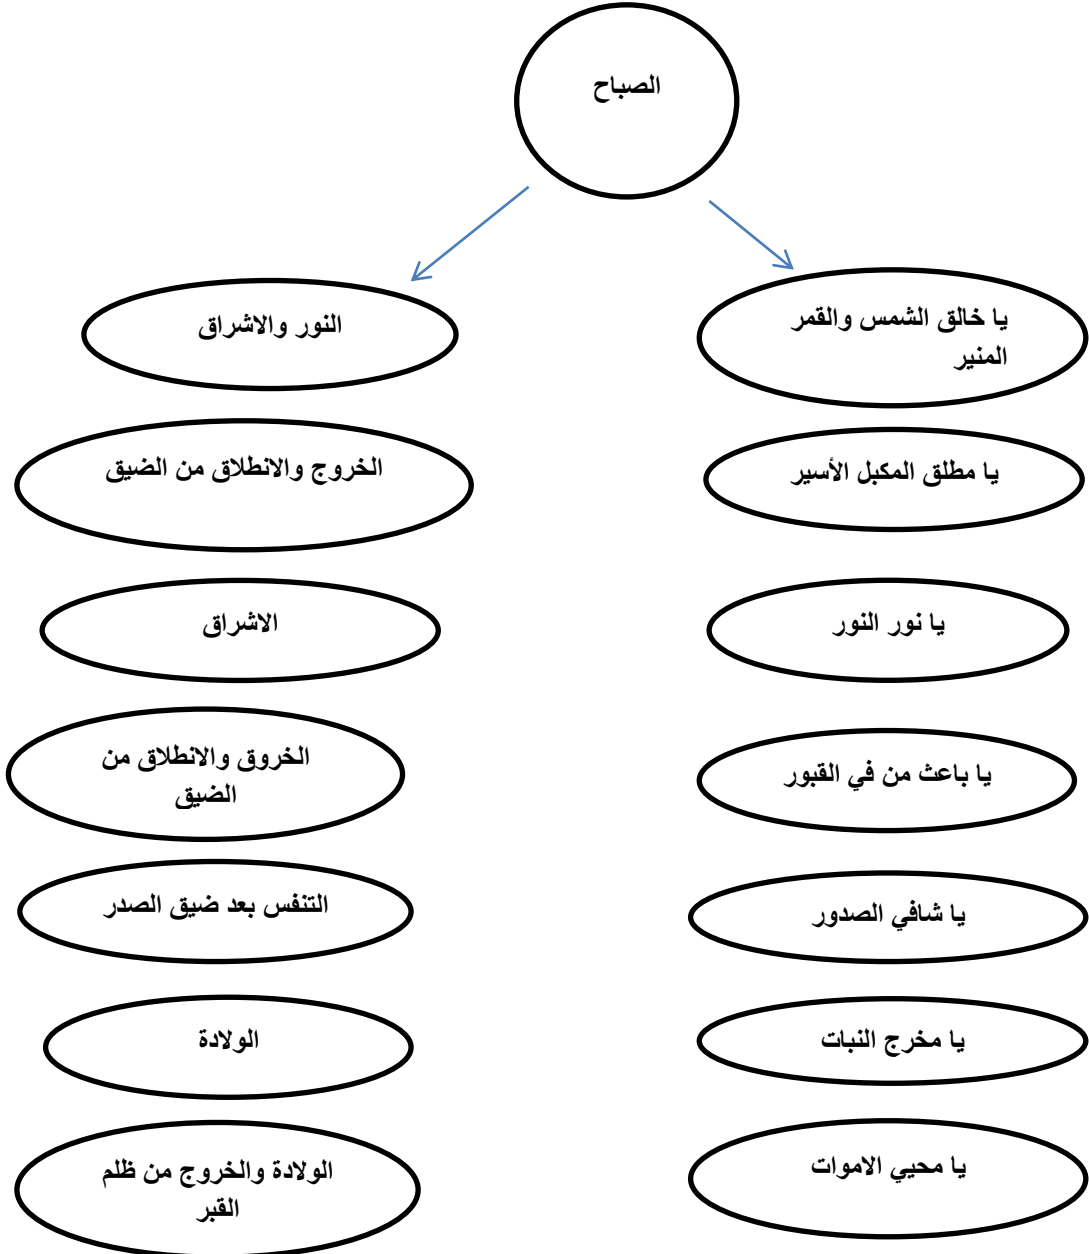 الصباح
يا خالق الشمس والقمر
المنير
النور والاشراق
يا مطلق المكبل الأسير
الخروج والانطلاق من الضيق
يا نور النور
الاشراق
يا باعث من في القبور
الخروق والانطلاق من
الضيق
يا شافي الصدور
التنفس بعد ضيق الصدر
يا مخرج النبات
الولادة
يا محيي الاموات
الولادة والخروج من ظلم
القبر